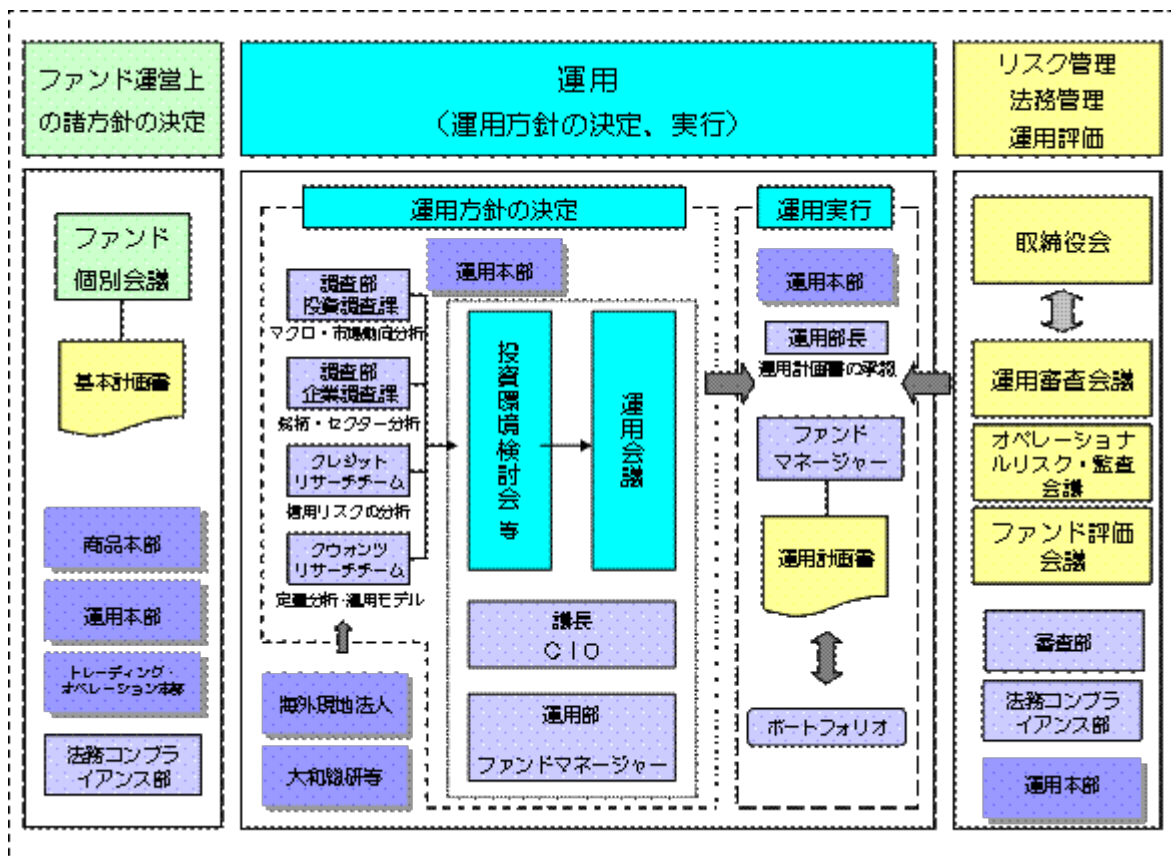 ファンド運営上
の諸方針の決定
運用
（運用方針の決定、実行）
リスク管理
法務管理
運用評価
ファンド
個別会議
基本計画書
商品本部
運用本部
トレーディング・
オペレーション本部
法務コンプラ
イアンス部
運用方針の決定
運用本部
調査部
投資調査課
マクロ・市場動向分析
調査部
企業調査課
銘柄・セクター分析
クレジット
リサーチチーム
信用リスクの分析
クウォンツ
リサーチチーム
定量分析・運用モデル
海外現地法人
大和総研等
投資環境検討会 等
運用会議
議長
ＣＩＯ
運用部
ファンドマネージャー
運用実行
運用本部
運用部長
運用計画書の承認
ファンド
マネージャー
運用計画書
ポートフォリオ
取締役会
運用審査会議
オペレーショナ
ルリスク・監査
会議
ファンド評価
会議
審査部
法務コンプラ
イアンス部
運用本部